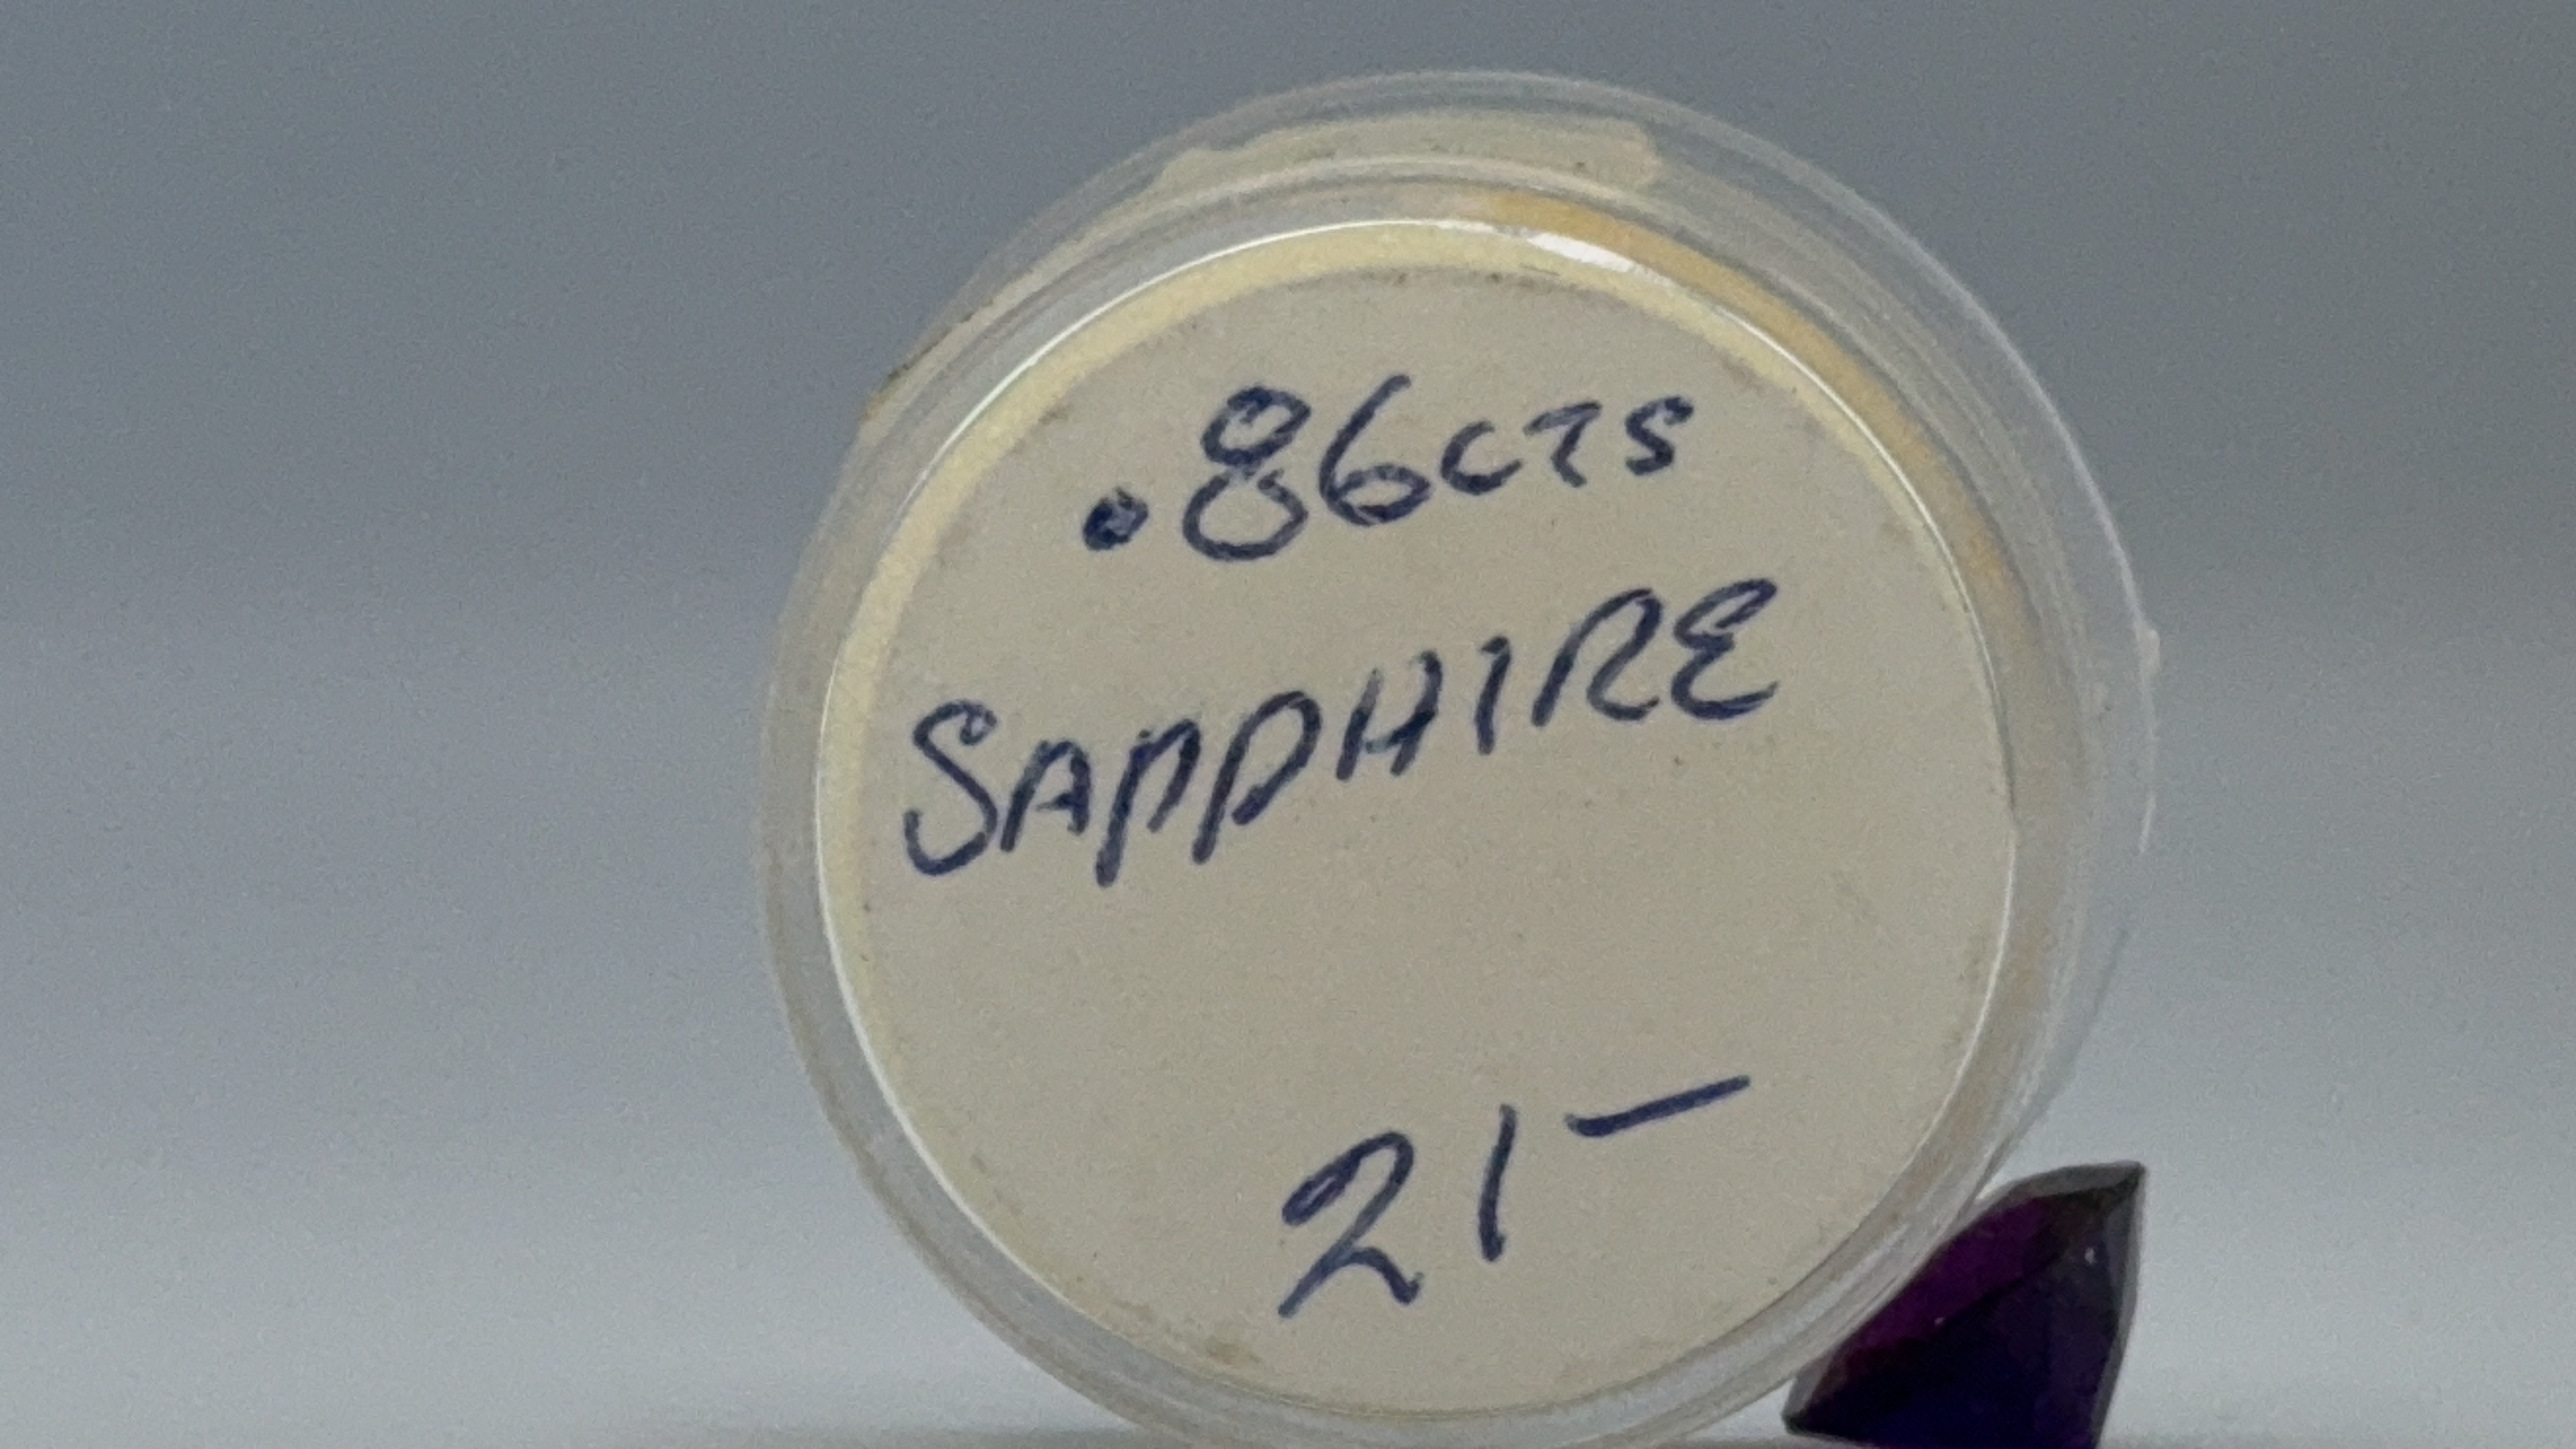 .86cts
SAPPHIRE
21-